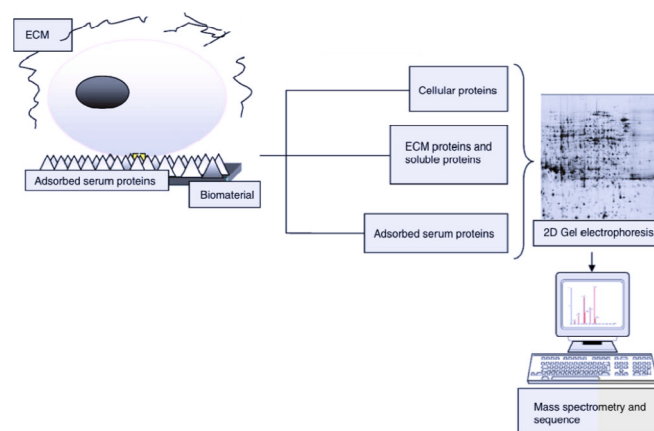 ECM
Adsorbed serum proteins
Biomaterial
Cellular proteins
ECM proteins and
soluble proteins
Adsorbed serum proteins
2D Gel electrophoresis
Mass spectrometry and
sequence